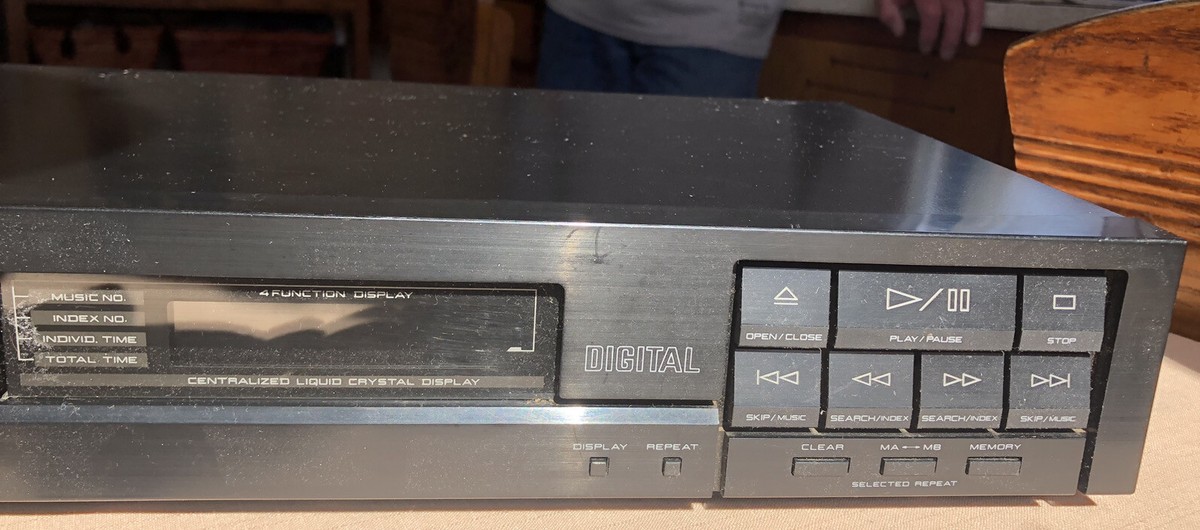 MUSIC NO.
INDEX NO.
INDIVID. TIME
TOTAL TIME
4 FUNCTION DISPLAY
CENTRALIZED LIQUID CRYSTAL DISPLAY
DIGITAL
OPEN/CLOSE
PLAY/PAUSE
STOP
SKIP/MUSIC
SEARCH/INDEX
SEARCH/INDEX
SKIP/MUSIC
DISPLAY
REPEAT
CLEAR
MA ↔ MB
MEMORY
SELECTED REPEAT